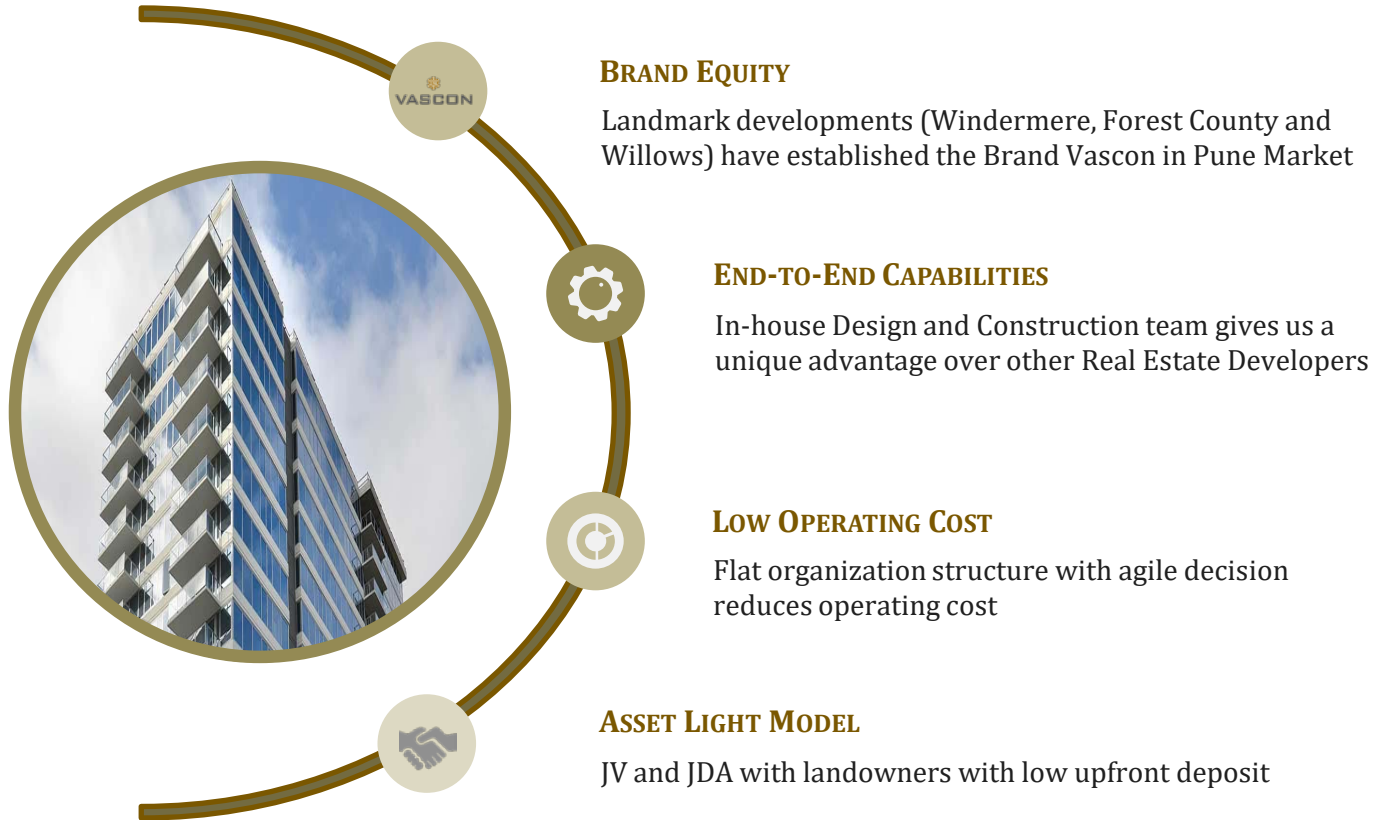 VASCON
BRAND EQUITY
Landmark developments (Windermere, Forest County and
Willows) have established the Brand Vascon in Pune Market
END-TO-END CAPABILITIES
In-house Design and Construction team gives us a
unique advantage over other Real Estate Developers
LOW OPERATING COST
Flat organization structure with agile decision
reduces operating cost
ASSET LIGHT MODEL
JV and JDA with landowners with low upfront deposit